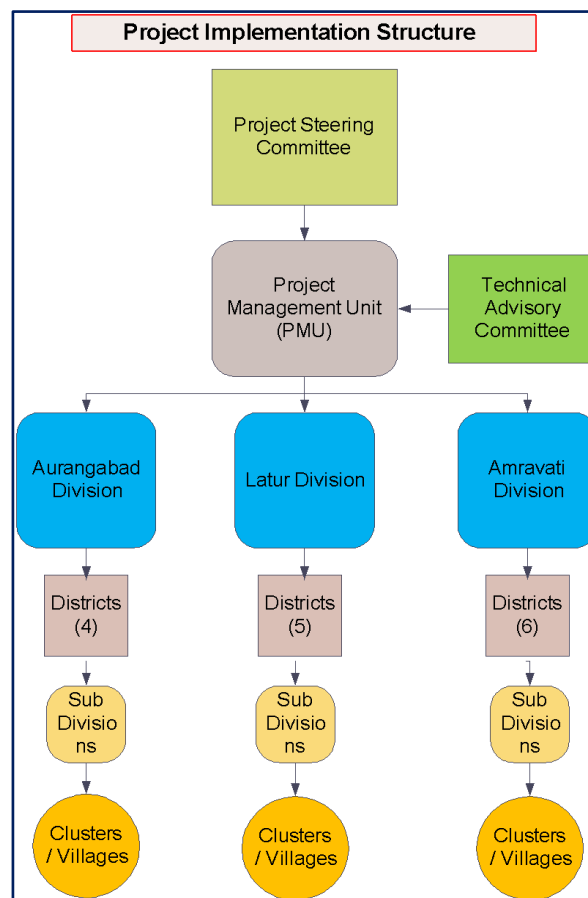 Project Implementation Structure
Project Steering
Committee
Project
Management Unit
(PMU)
Technical
Advisory
Committee
Aurangabad
Division
Latur Division
Amravati
Division
Districts
(4)
Districts
(5)
Districts
(6)
Sub
Divisio
ns
Sub
Divisio
ns
Sub
Divisio
ns
Clusters
/ Villages
Clusters
/ Villages
Clusters
/ Villages